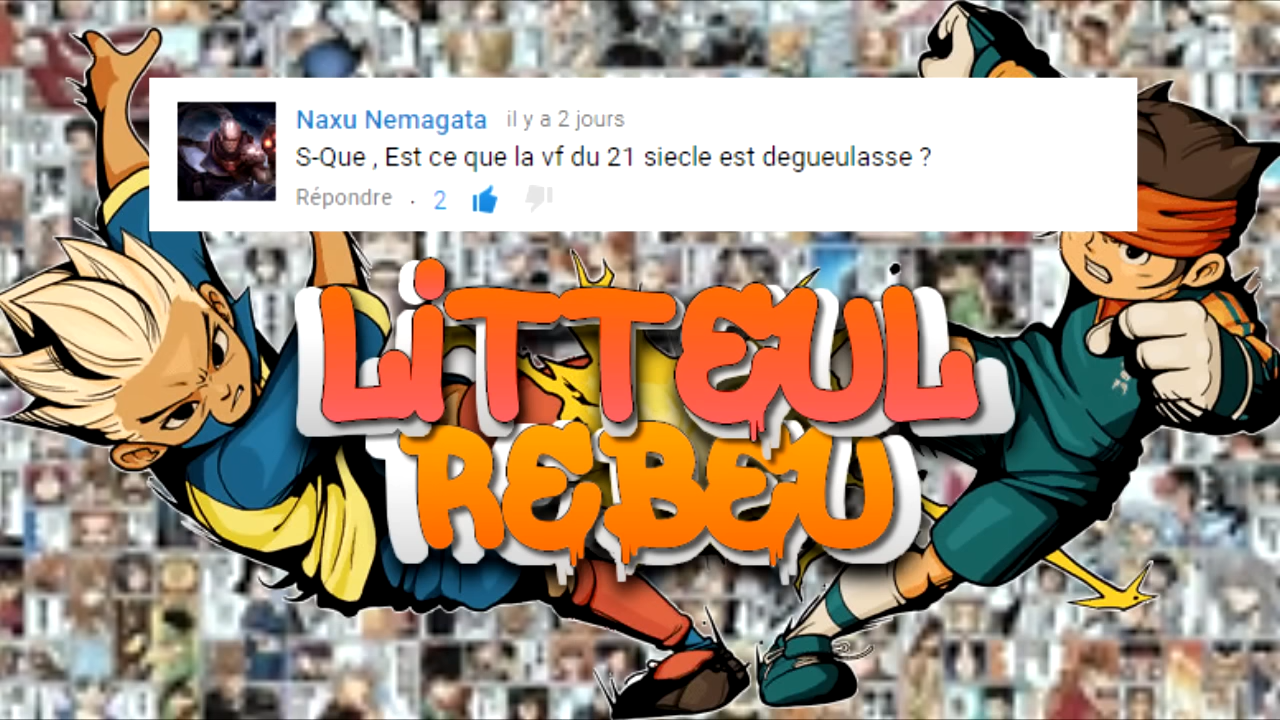 Naxu Nemagata il y a 2 jours
S-Que , Est ce que la vf du 21 siecle est degueulasse ?
Répondre . 2
LiTTEUL
REBEU